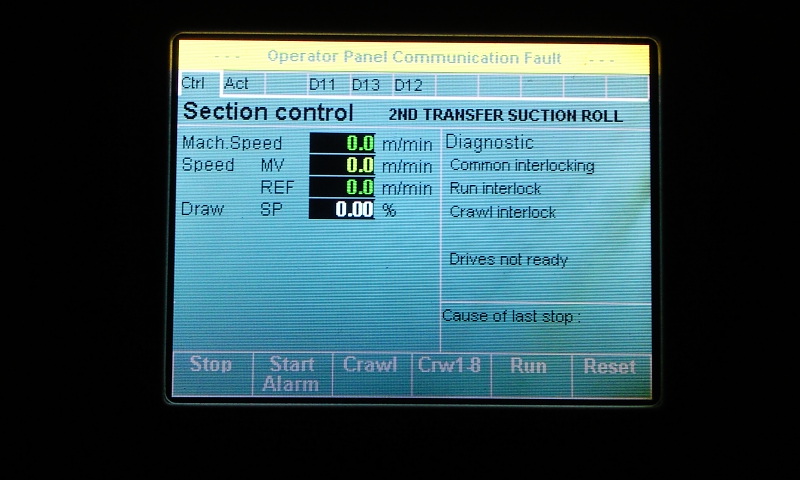 --- Operator Panel Communication Fault ---
Ctrl Act D11 D13 D12
Section control 2ND TRANSFER SUCTION ROLL
Mach.Speed 0.0 m/min
Speed MV 0.0 m/min
REF 0.0 m/min
Draw SP 0.00 %
Diagnostic
Common interlocking
Run interlock
Crawl interlock
Drives not ready
Cause of last stop :
Stop Start Alarm Crawl Crw1-8 Run Reset